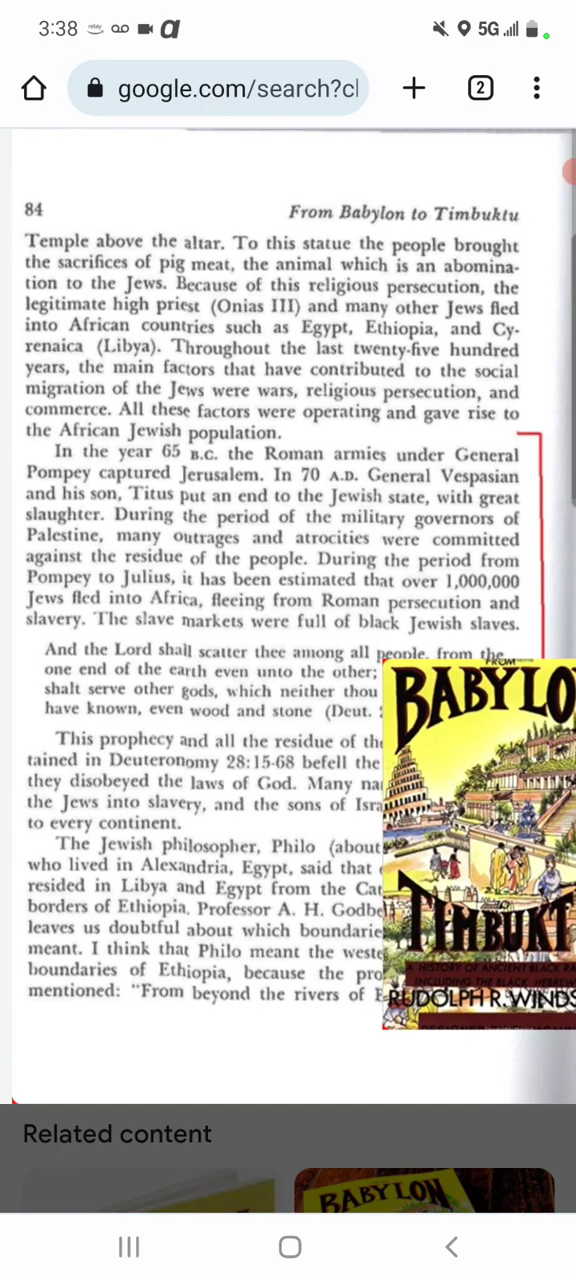 3:38
relay
5G
google.com/search?cl
2
84
From Babylon to Timbuktu
Temple above the altar. To this statue the people brought
the sacrifices of pig meat, the animal which is an abomina-
tion to the Jews. Because of this religious persecution, the
legitimate high priest (Onias III) and many other Jews fled
into African countries such as Egypt, Ethiopia, and Cy-
renaica (Libya). Throughout the last twenty-five hundred
years, the main factors that have contributed to the social
migration of the Jews were wars, religious persecution, and
commerce. All these factors were operating and gave rise to
the African Jewish population.
In the year 65 B.C. the Roman armies under General
Pompey captured Jerusalem. In 70 A.D. General Vespasian
and his son, Titus put an end to the Jewish state, with great
slaughter. During the period of the military governors of
Palestine, many outrages and atrocities were committed
against the residue of the people. During the period from
Pompey to Julius, it has been estimated that over 1,000,000
Jews fled into Africa, fleeing from Roman persecution and
slavery. The slave markets were full of black Jewish slaves.
And the Lord shall scatter thee among all people, from the
one end of the earth even unto the other;
shalt serve other gods, which neither thou
have known, even wood and stone (Deut.
This prophecy and all the residue of the
tained in Deuteronomy 28:15-68 befell the
they disobeyed the laws of God. Many na
the Jews into slavery, and the sons of Isra
to every continent.
The Jewish philosopher, Philo (about
who lived in Alexandria, Egypt, said that
resided in Libya and Egypt from the Cat
borders of Ethiopia. Professor A. H. Godbe
leaves us doubtful about which boundarie
meant. I think that Philo meant the weste
boundaries of Ethiopia, because the pro
mentioned: "From beyond the rivers of E
FROM
BABYLO
TO
TIMBUKT
A HISTORY OF ANCIENT BLACK RA
INCLUDING THE BLACK HEBREW
RUDOLPH R. WINDS
Related content
BABYLON